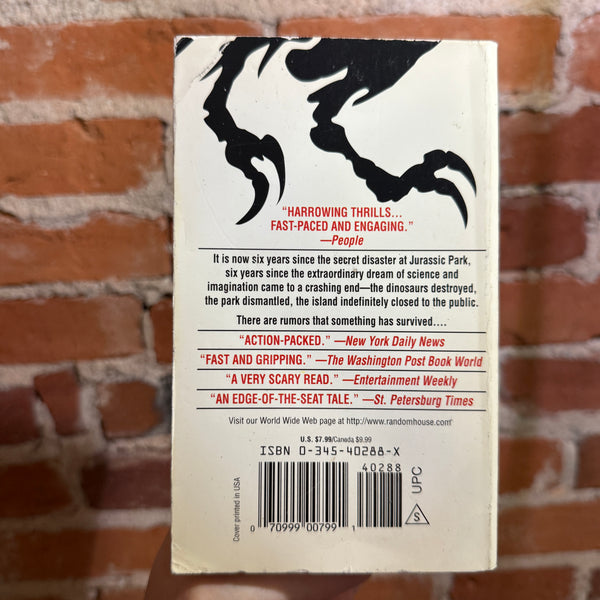 “HARROWING THRILLS...
FAST-PACED AND ENGAGING.”
—People
It is now six years since the secret disaster at Jurassic Park,
six years since the extraordinary dream of science and
imagination came to a crashing end—the dinosaurs destroyed,
the park dismantled, the island indefinitely closed to the public.
There are rumors that something has survived....
“ACTION-PACKED.” —New York Daily News
“FAST AND GRIPPING.” —The Washington Post Book World
“A VERY SCARY READ.” —Entertainment Weekly
“AN EDGE-OF-THE-SEAT TALE.” —St. Petersburg Times
Visit our World Wide Web page at http://www.randomhouse.com/
U.S. $7.99/Canada $9.99
ISBN 0-345-40288-X
40288
Cover printed in USA
0 70999 00799 1
S UPC